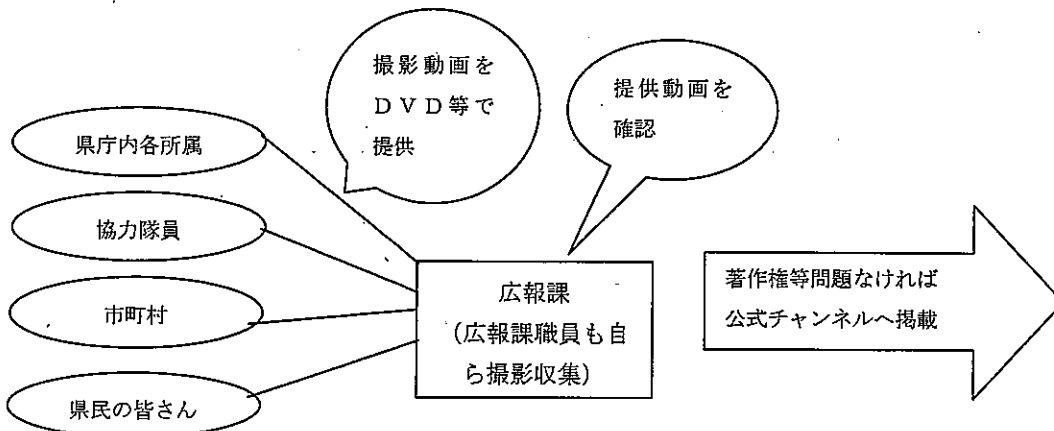 撮影動画を
DVD等で
提供
提供動画を
確認
県庁内各所属
協力隊員
市町村
県民の皆さん
広報課
(広報課職員も自
ら撮影収集)
著作権等問題なければ
公式チャンネルへ掲載